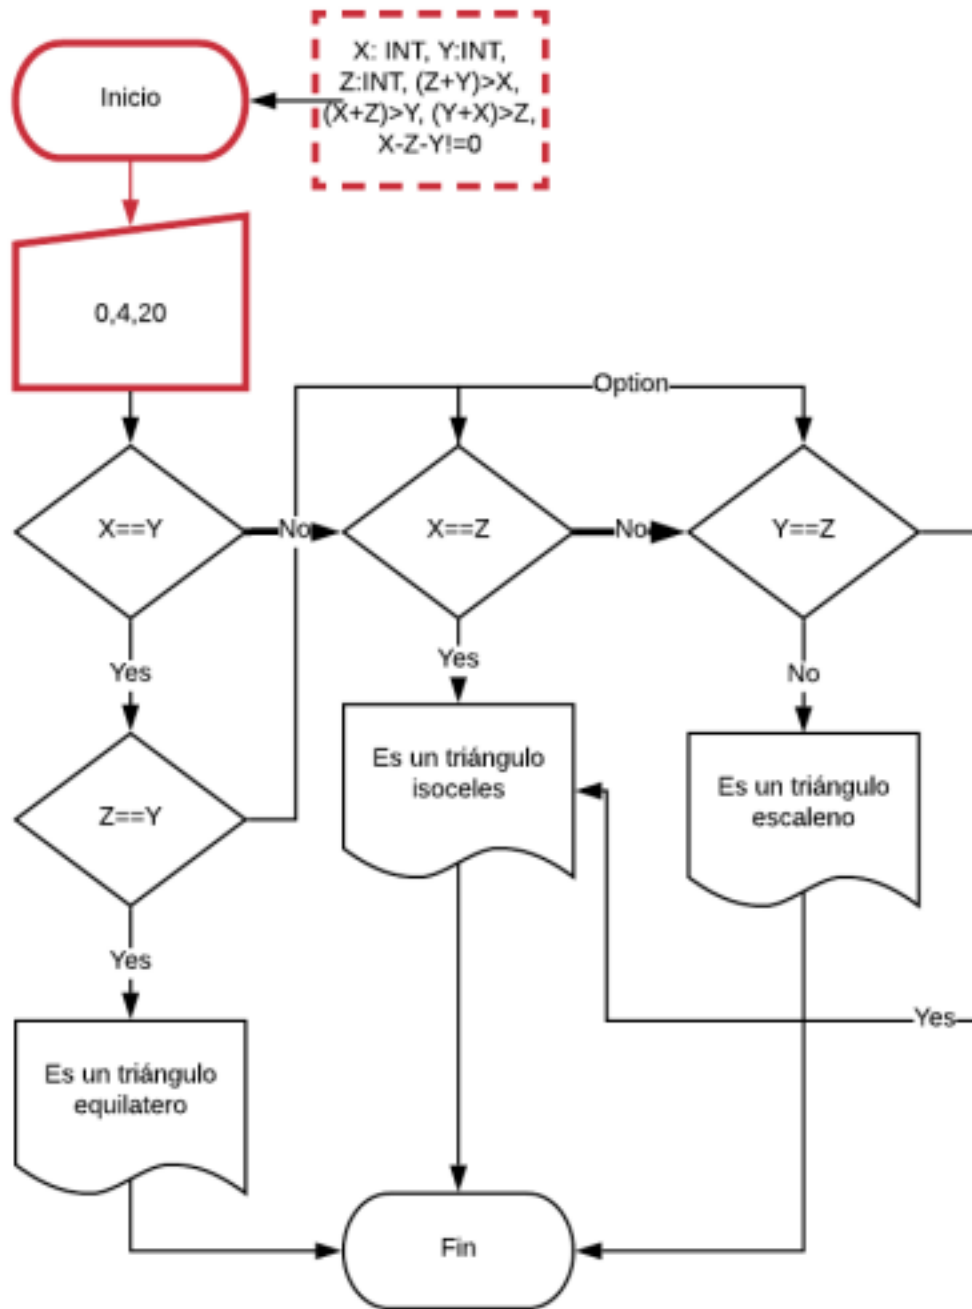 X: INT, Y:INT,
Z:INT, (Z+Y)>X,
(X+Z)>Y, (Y+X)>Z,
X-Z-Y!=0
Inicio
0,4,20
Option
X==Y
No
X==Z
No
Y==Z
Yes
Yes
No
Z==Y
Es un triángulo
isoceles
Es un triángulo
escaleno
Yes
Yes
Es un triángulo
equilatero
Fin